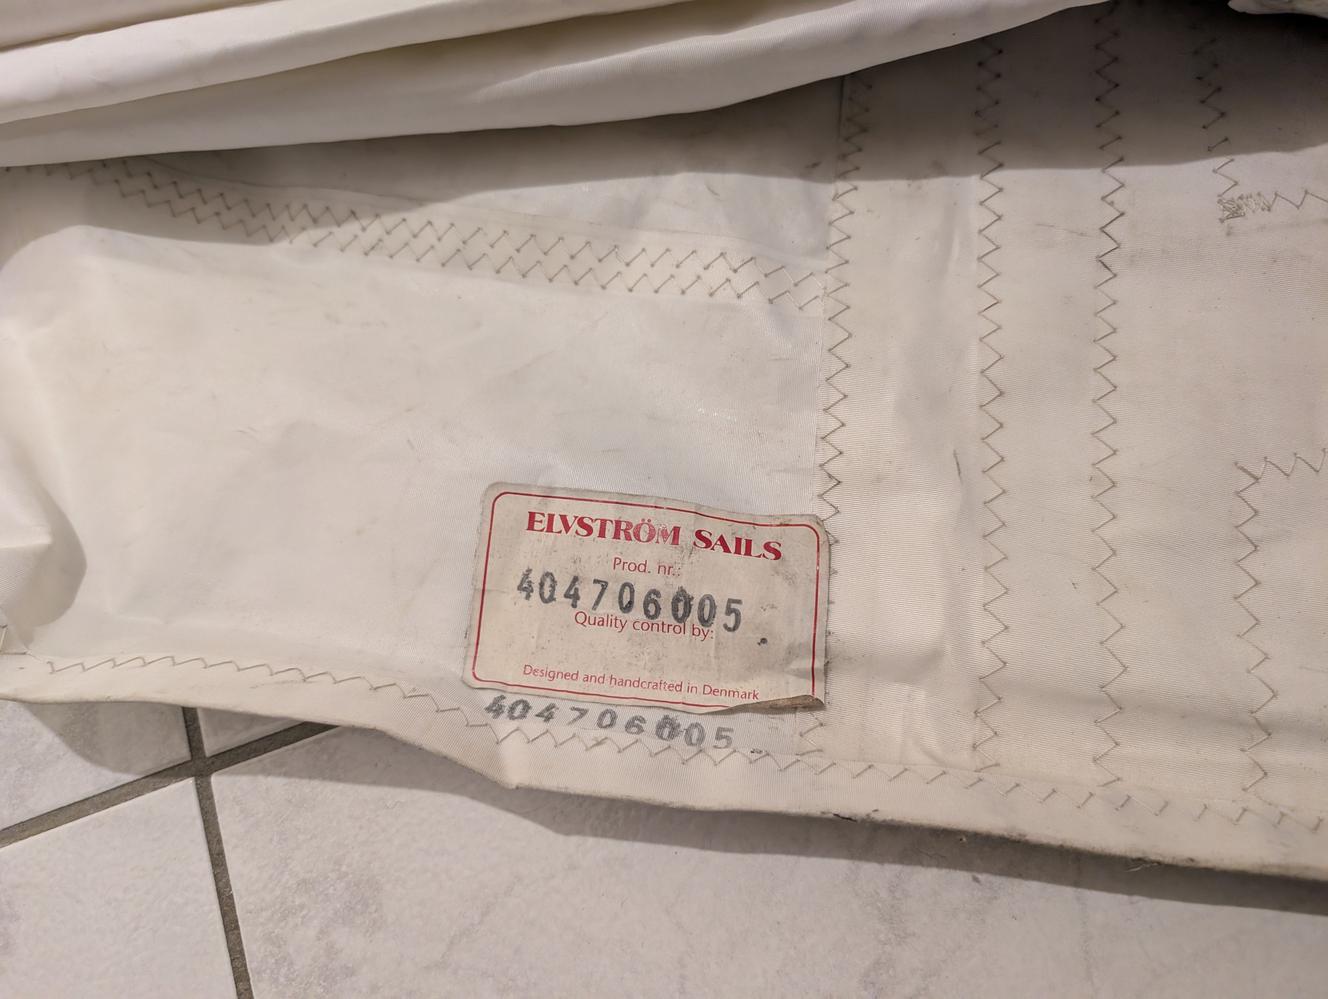 ELVSTRÖM SAILS
Prod. nr.:
404706005
Quality control by:
Designed and handcrafted in Denmark
404706005